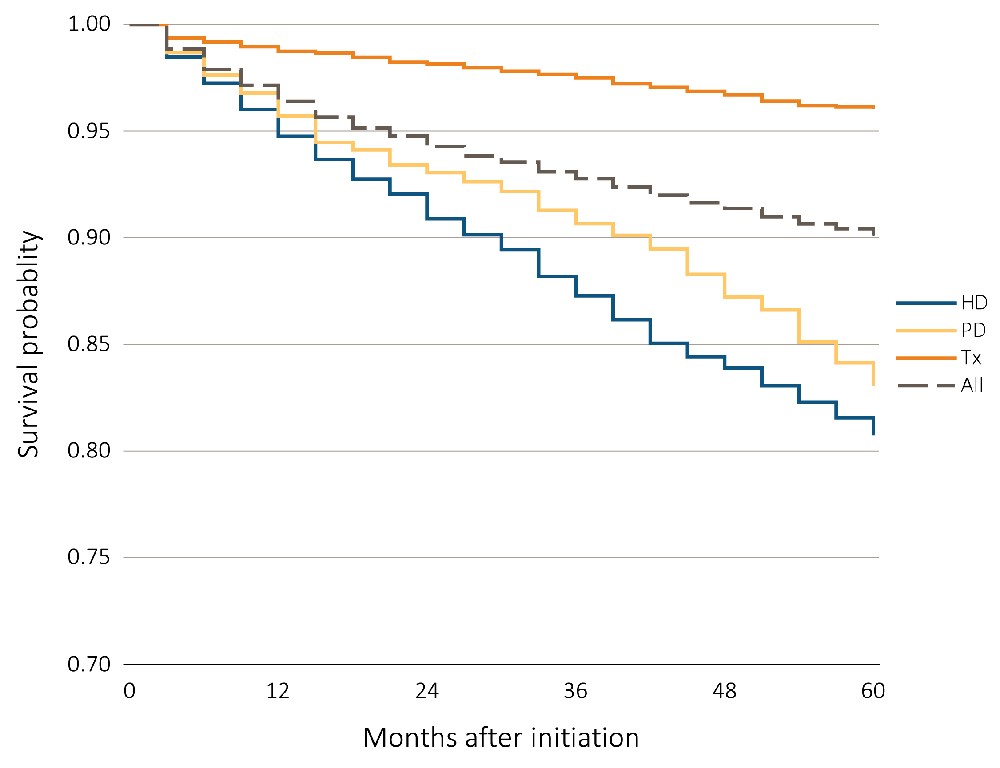 1.00
0.95
0.90
0.85
0.80
0.75
0.70
Survival probablity
0 12 24 36 48 60
Months after initiation
HD
PD
Tx
All